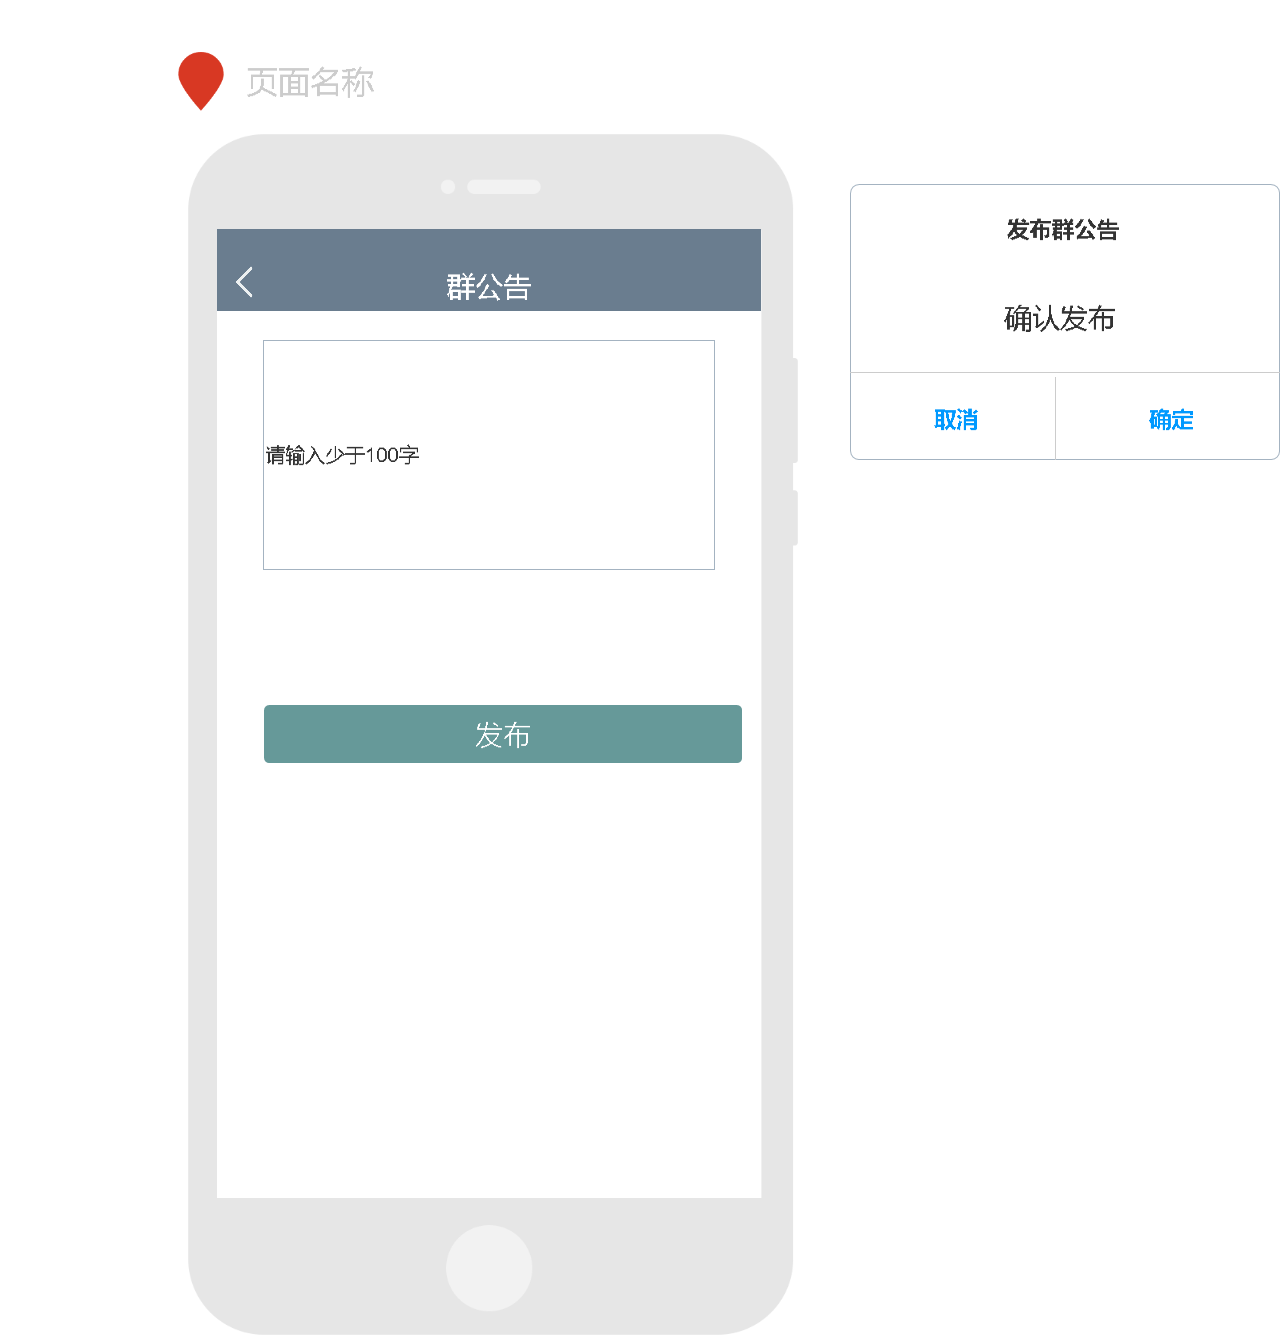 页面名称
群公告
请输入少于100字
发布
发布群公告
确认发布
取消
确定